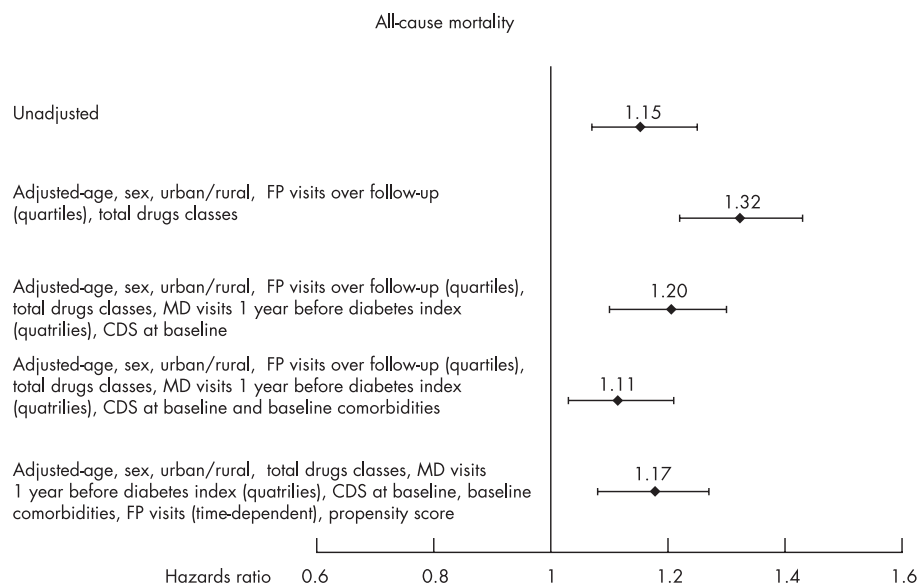 All-cause mortality
Unadjusted
1.15
Adjusted-age, sex, urban/rural, FP visits over follow-up
(quartiles), total drugs classes
1.32
Adjusted-age, sex, urban/rural, FP visits over follow-up (quartiles),
total drugs classes, MD visits 1 year before diabetes index
(quatrilies), CDS at baseline
1.20
Adjusted-age, sex, urban/rural, FP visits over follow-up (quartiles),
total drugs classes, MD visits 1 year before diabetes index
(quatrilies), CDS at baseline and baseline comorbidities
1.11
Adjusted-age, sex, urban/rural, total drugs classes, MD visits
1 year before diabetes index (quatrilies), CDS at baseline, baseline
comorbidities, FP visits (time-dependent), propensity score
1.17
Hazards ratio 0.6 0.8 1 1.2 1.4 1.6